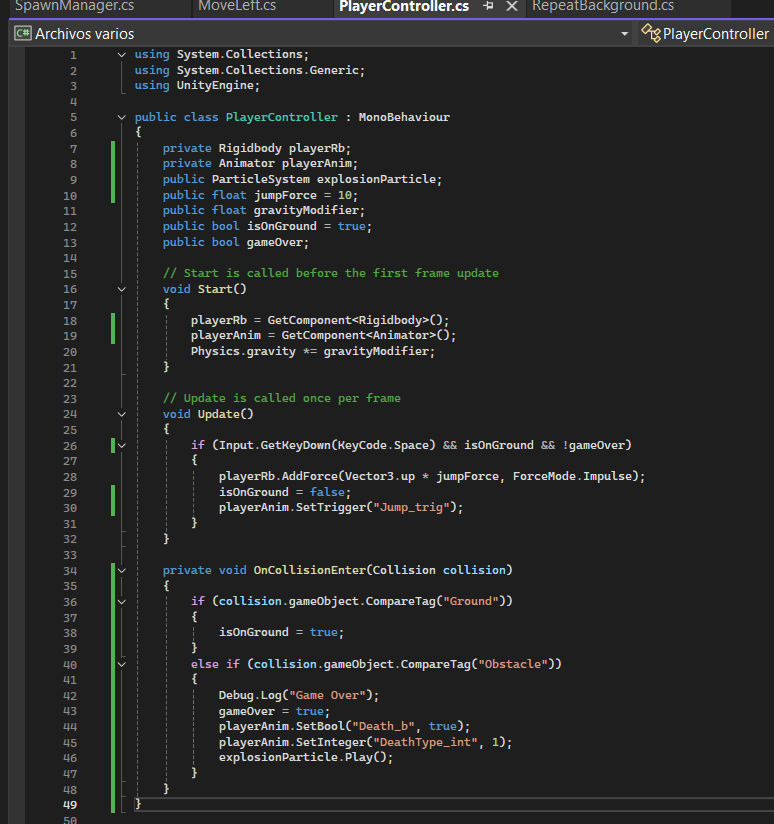 SpawnManager.cs MoveLeft.cs PlayerController.cs RepeatBackground.cs
C# Archivos varios PlayerController
1 using System.Collections;
2 using System.Collections.Generic;
3 using UnityEngine;
4
5 public class PlayerController : MonoBehaviour
6 {
7 private Rigidbody playerRb;
8 private Animator playerAnim;
9 public ParticleSystem explosionParticle;
10 public float jumpForce = 10;
11 public float gravityModifier;
12 public bool isOnGround = true;
13 public bool gameOver;
14
15 // Start is called before the first frame update
16 void Start()
17 {
18 playerRb = GetComponent<Rigidbody>();
19 playerAnim = GetComponent<Animator>();
20 Physics.gravity *= gravityModifier;
21 }
22
23 // Update is called once per frame
24 void Update()
25 {
26 if (Input.GetKeyDown(KeyCode.Space) && isOnGround && !gameOver)
27 {
28 playerRb.AddForce(Vector3.up * jumpForce, ForceMode.Impulse);
29 isOnGround = false;
30 playerAnim.SetTrigger("Jump_trig");
31 }
32 }
33
34 private void OnCollisionEnter(Collision collision)
35 {
36 if (collision.gameObject.CompareTag("Ground"))
37 {
38 isOnGround = true;
39 }
40 else if (collision.gameObject.CompareTag("Obstacle"))
41 {
42 Debug.Log("Game Over");
43 gameOver = true;
44 playerAnim.SetBool("Death_b", true);
45 playerAnim.SetInteger("DeathType_int", 1);
46 explosionParticle.Play();
47 }
48 }
49 }
50